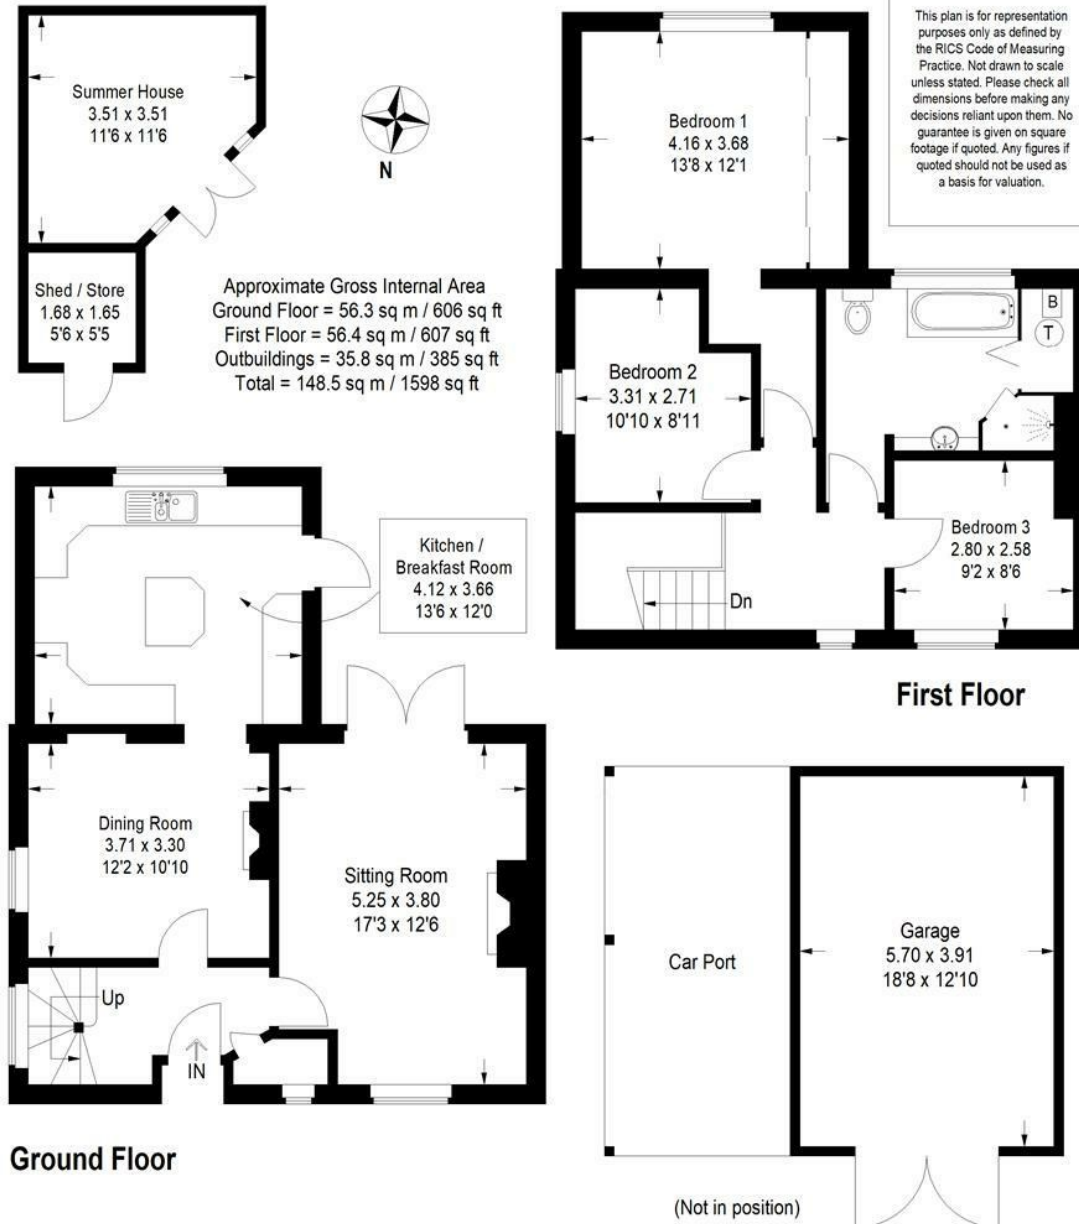 Summer House
3.51 x 3.51
11'6 x 11'6
N
Shed / Store
1.68 x 1.65
5'6 x 5'5
Approximate Gross Internal Area
Ground Floor = 56.3 sq m / 606 sq ft
First Floor = 56.4 sq m / 607 sq ft
Outbuildings = 35.8 sq m / 385 sq ft
Total = 148.5 sq m / 1598 sq ft
This plan is for representation
purposes only as defined by
the RICS Code of Measuring
Practice. Not drawn to scale
unless stated. Please check all
dimensions before making any
decisions reliant upon them. No
guarantee is given on square
footage if quoted. Any figures if
quoted should not be used as
a basis for valuation.
Bedroom 1
4.16 x 3.68
13'8 x 12'1
B
T
Bedroom 2
3.31 x 2.71
10'10 x 8'11
Bedroom 3
2.80 x 2.58
9'2 x 8'6
Dn
First Floor
Kitchen /
Breakfast Room
4.12 x 3.66
13'6 x 12'0
Dining Room
3.71 x 3.30
12'2 x 10'10
Sitting Room
5.25 x 3.80
17'3 x 12'6
Up
IN
Ground Floor
Car Port
Garage
5.70 x 3.91
18'8 x 12'10
(Not in position)